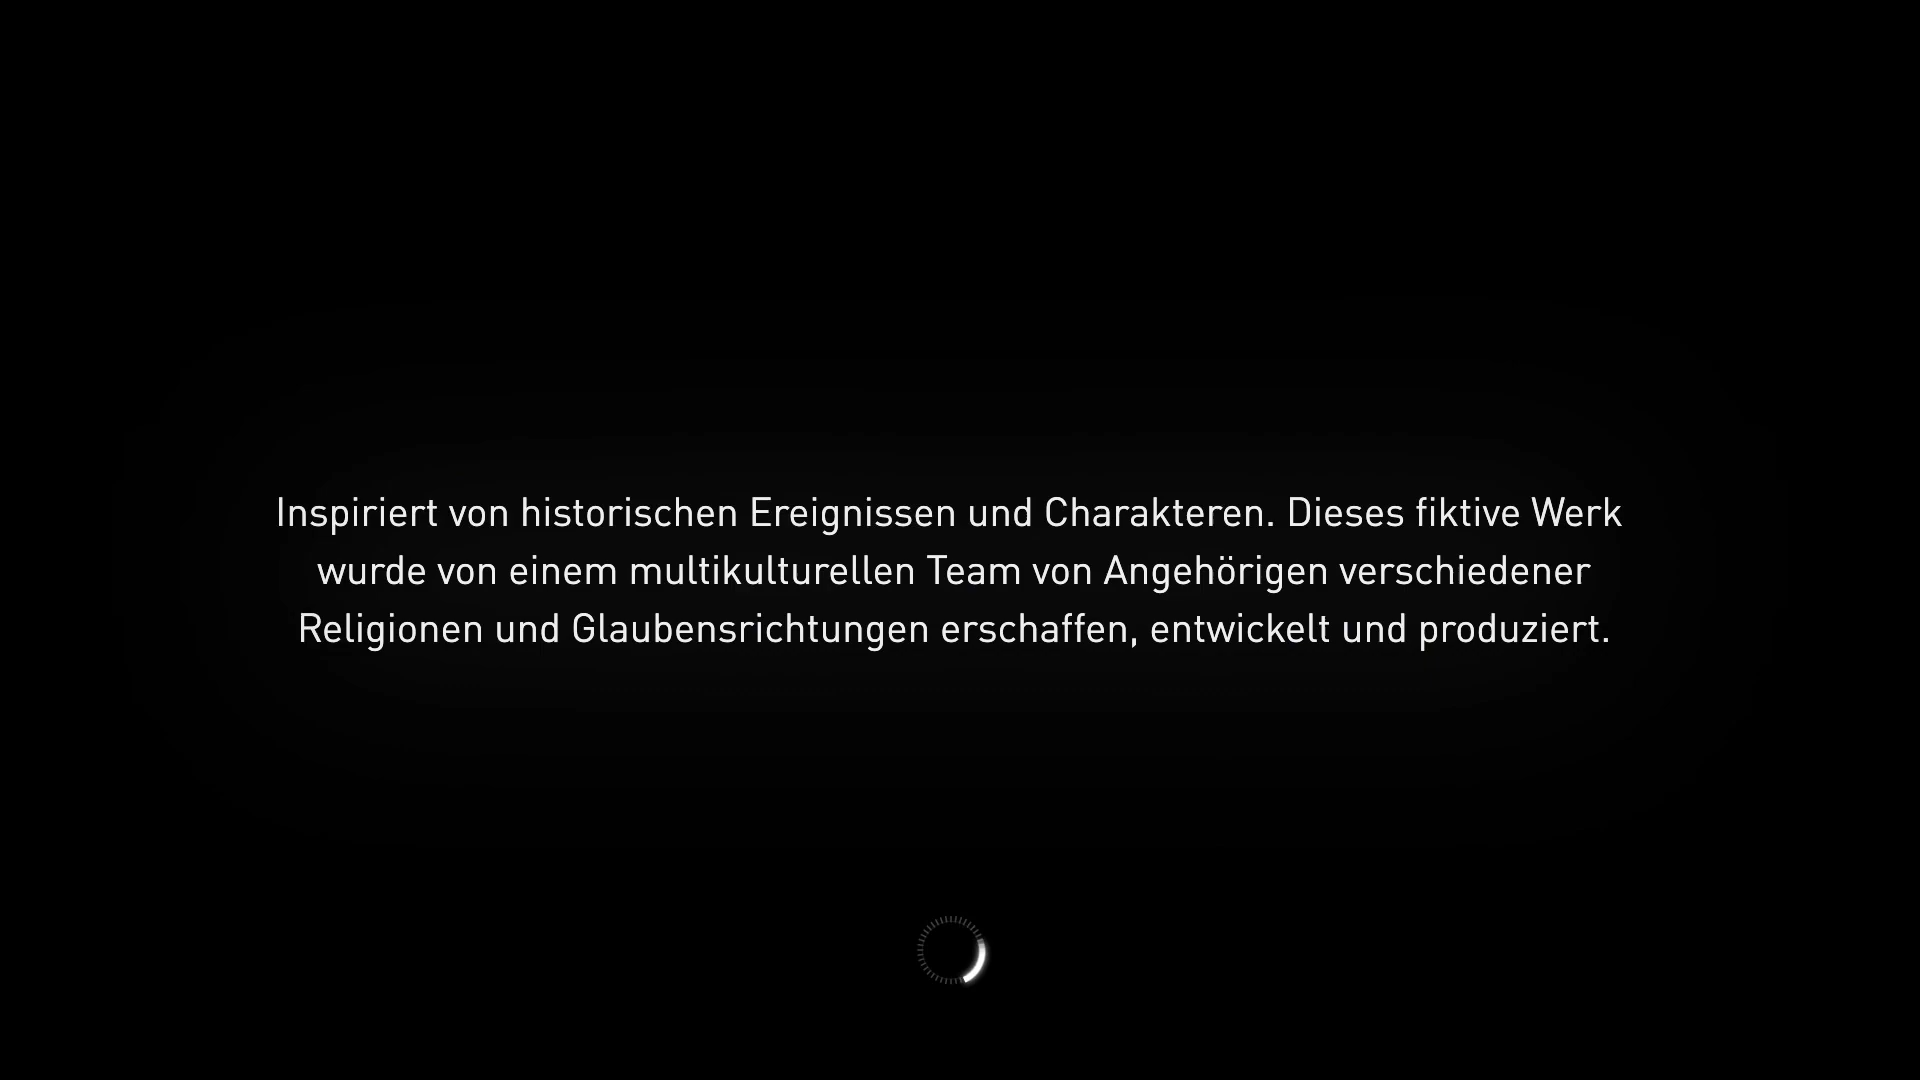 Inspiriert von historischen Ereignissen und Charakteren. Dieses fiktive Werk
wurde von einem multikulturellen Team von Angehörigen verschiedener
Religionen und Glaubensrichtungen erschaffen, entwickelt und produziert.